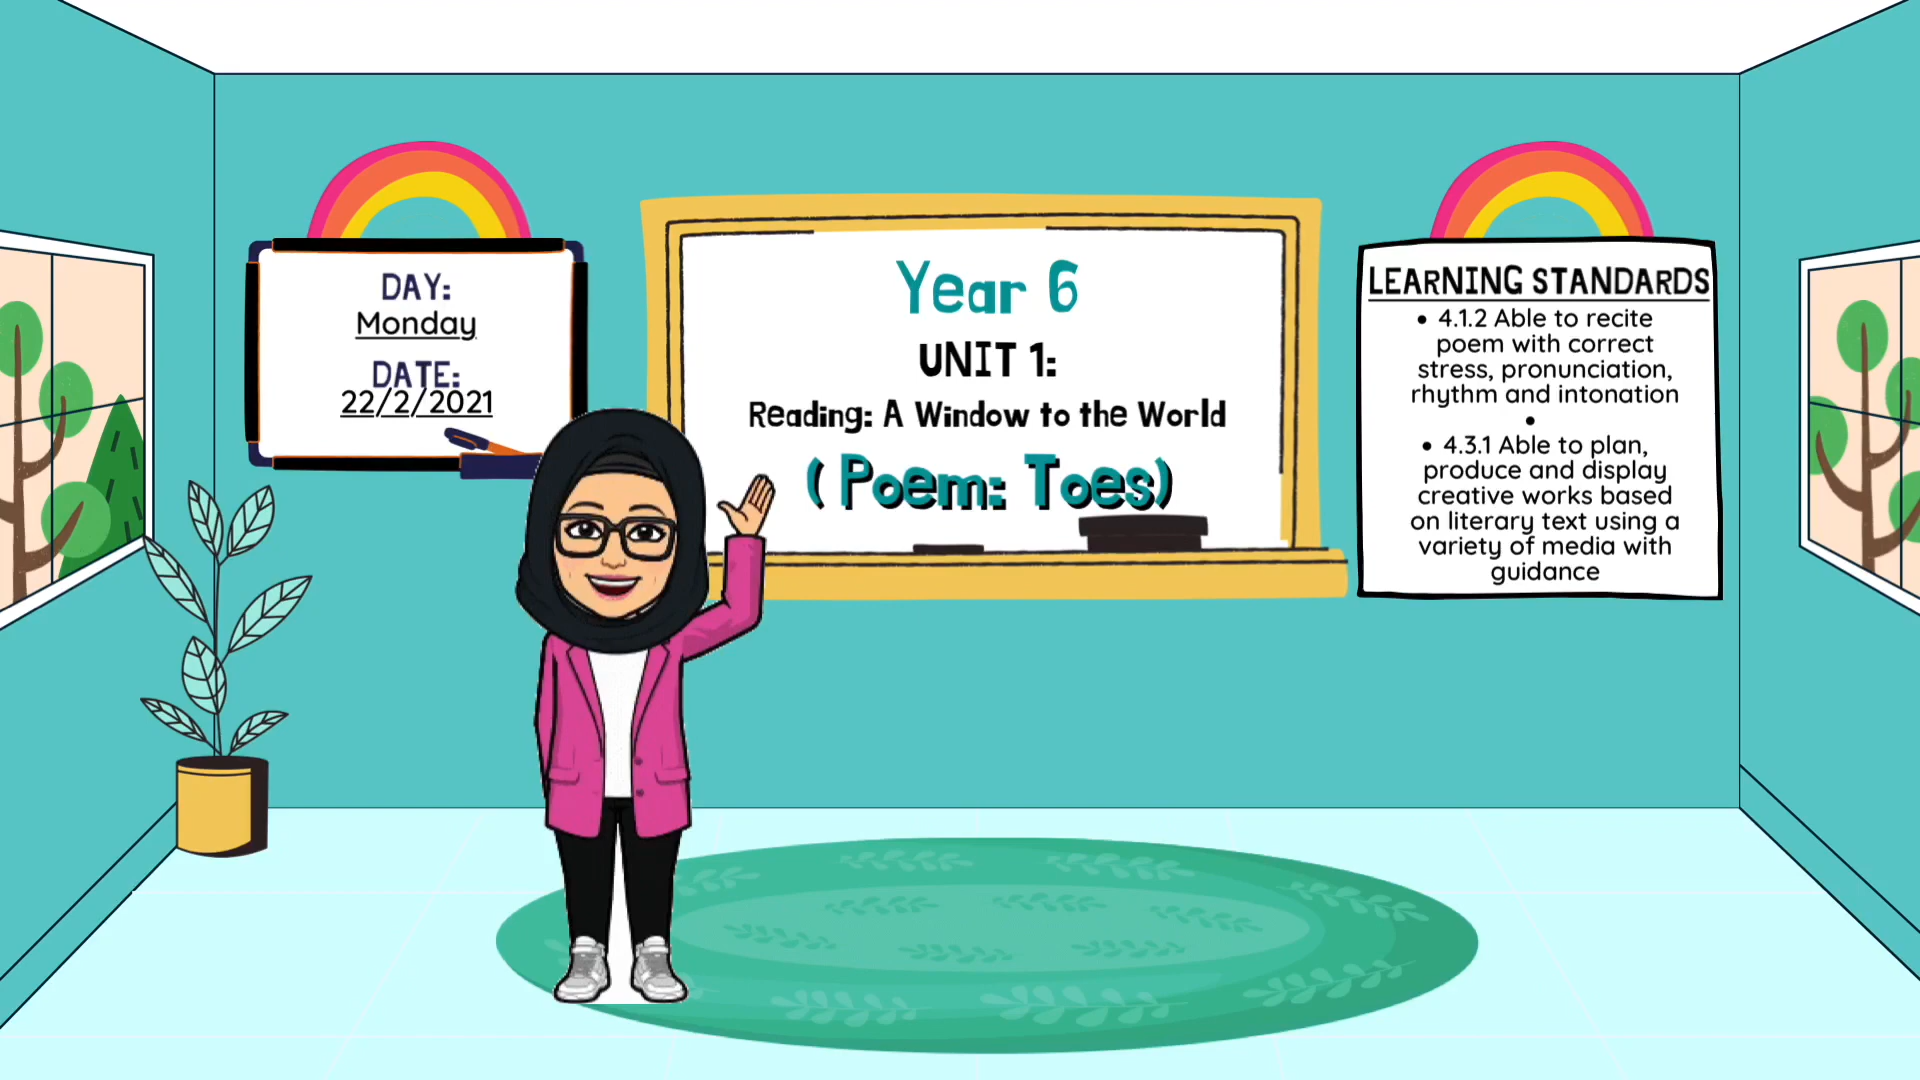 DAY:
Monday
DATE:
22/2/2021
Year 6
UNIT 1:
Reading: A Window to the World
( Poem: Toes)
LEARNING STANDARDS
• 4.1.2 Able to recite
poem with correct
stress, pronunciation,
rhythm and intonation
•
• 4.3.1 Able to plan,
produce and display
creative works based
on literary text using a
variety of media with
guidance